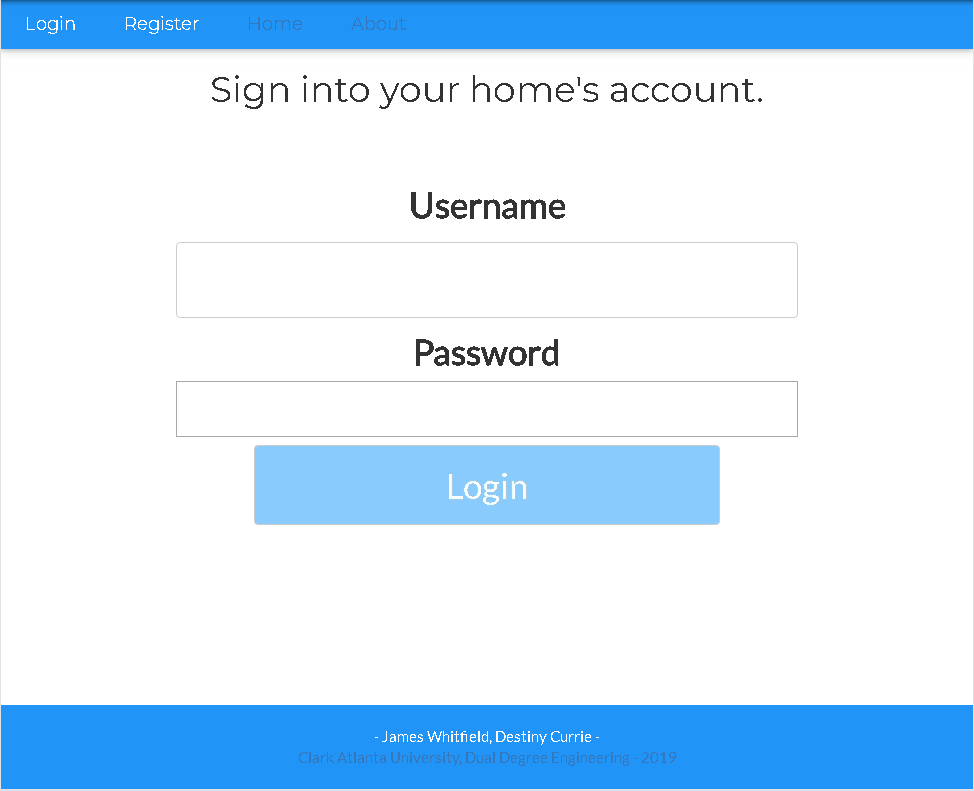 Login Register Home About
Sign into your home's account.
Username
Password
Login
- James Whitfield, Destiny Currie -
Clark Atlanta University, Dual Degree Engineering - 2019